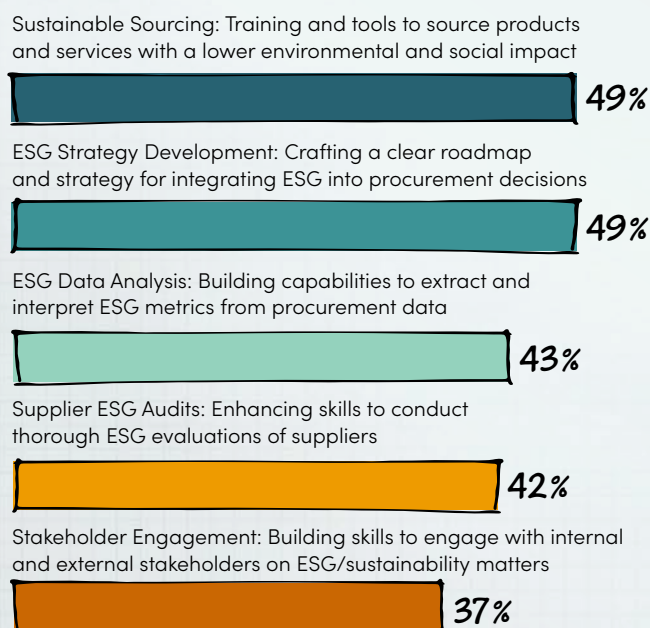 Sustainable Sourcing: Training and tools to source products
and services with a lower environmental and social impact
49%
ESG Strategy Development: Crafting a clear roadmap
and strategy for integrating ESG into procurement decisions
49%
ESG Data Analysis: Building capabilities to extract and
interpret ESG metrics from procurement data
43%
Supplier ESG Audits: Enhancing skills to conduct
thorough ESG evaluations of suppliers
42%
Stakeholder Engagement: Building skills to engage with internal
and external stakeholders on ESG/sustainability matters
37%